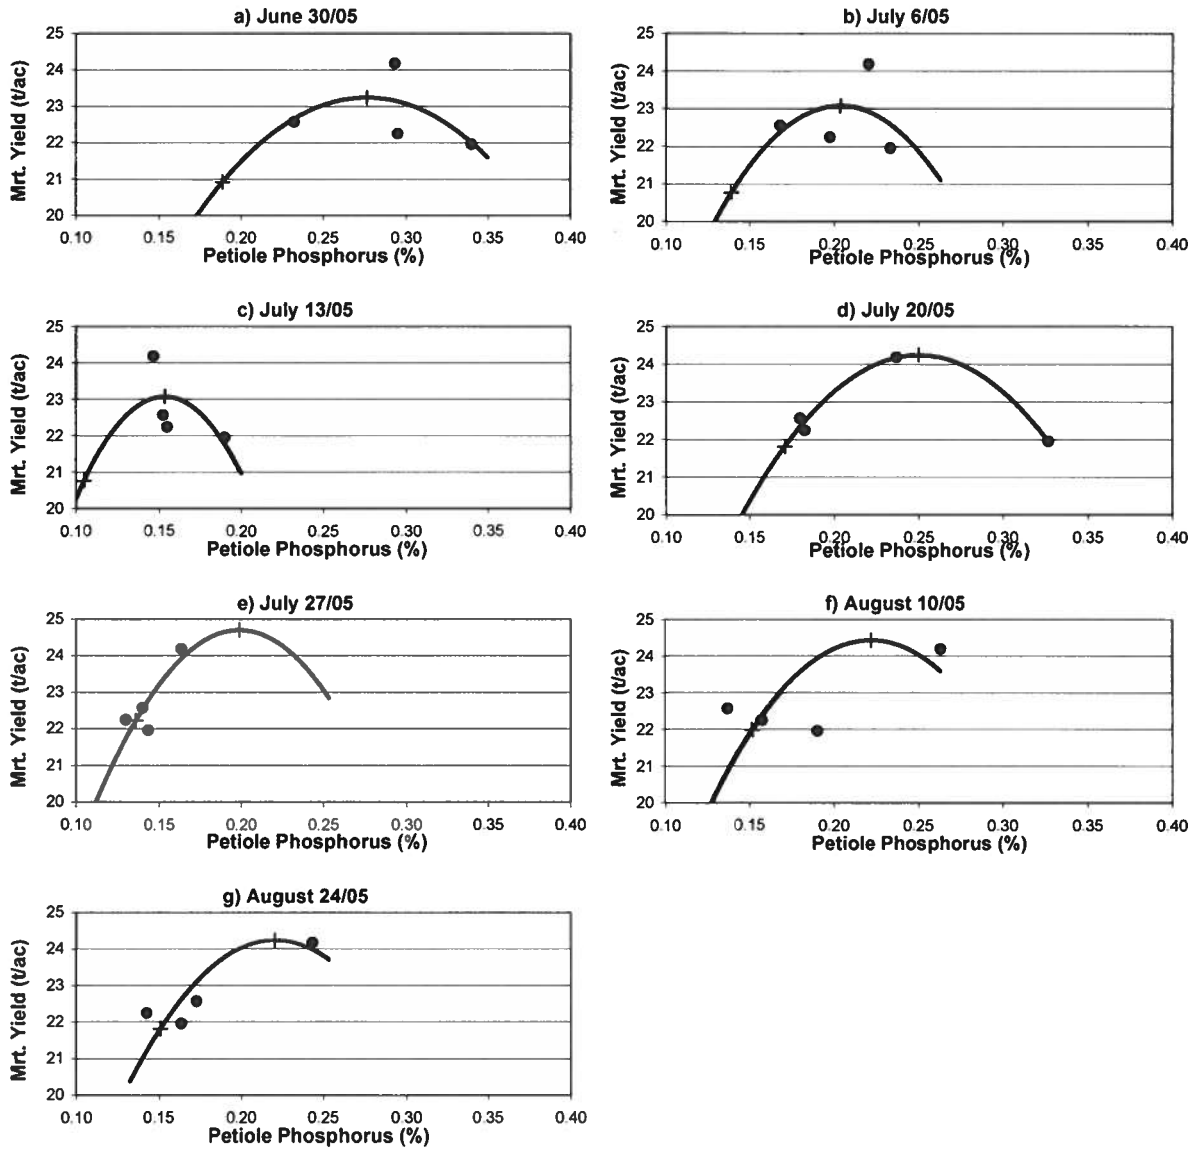 a) June 30/05
Mrt. Yield (t/ac)
25
24
23
22
21
20
0.10 0.15 0.20 0.25 0.30 0.35 0.40
Petiole Phosphorus (%)
b) July 6/05
Mrt. Yield (t/ac)
25
24
23
22
21
20
0.10 0.15 0.20 0.25 0.30 0.35 0.40
Petiole Phosphorus (%)
c) July 13/05
Mrt. Yield (t/ac)
25
24
23
22
21
20
0.10 0.15 0.20 0.25 0.30 0.35 0.40
Petiole Phosphorus (%)
d) July 20/05
Mrt. Yield (t/ac)
25
24
23
22
21
20
0.10 0.15 0.20 0.25 0.30 0.35 0.40
Petiole Phosphorus (%)
e) July 27/05
Mrt. Yield (t/ac)
25
24
23
22
21
20
0.10 0.15 0.20 0.25 0.30 0.35 0.40
Petiole Phosphorus (%)
f) August 10/05
Mrt. Yield (t/ac)
25
24
23
22
21
20
0.10 0.15 0.20 0.25 0.30 0.35 0.40
Petiole Phosphorus (%)
g) August 24/05
Mrt. Yield (t/ac)
25
24
23
22
21
20
0.10 0.15 0.20 0.25 0.30 0.35 0.40
Petiole Phosphorus (%)